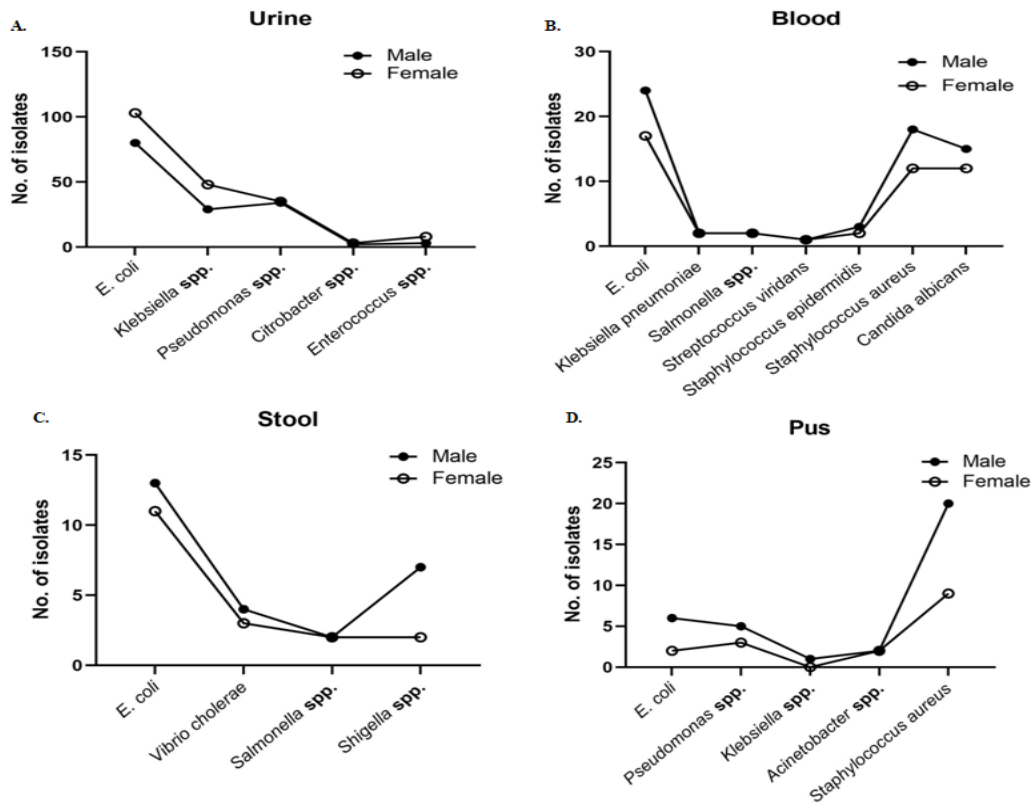 A.
Urine
150
100
50
0
No. of isolates
Male
Female
E. coli
Klebsiella spp.
Pseudomonas spp.
Citrobacter spp.
Enterococcus spp.
B.
Blood
30
20
10
0
No. of isolates
Male
Female
E. coli
Klebsiella pneumoniae
Salmonella spp.
Streptococcus viridans
Staphylococcus epidermidis
Staphylococcus aureus
Candida albicans
C.
Stool
15
10
5
0
No. of isolates
Male
Female
E. coli
Vibrio cholerae
Salmonella spp.
Shigella spp.
D.
Pus
25
20
15
10
5
0
No. of isolates
Male
Female
E. coli
Pseudomonas spp.
Klebsiella spp.
Acinetobacter spp.
Staphylococcus aureus